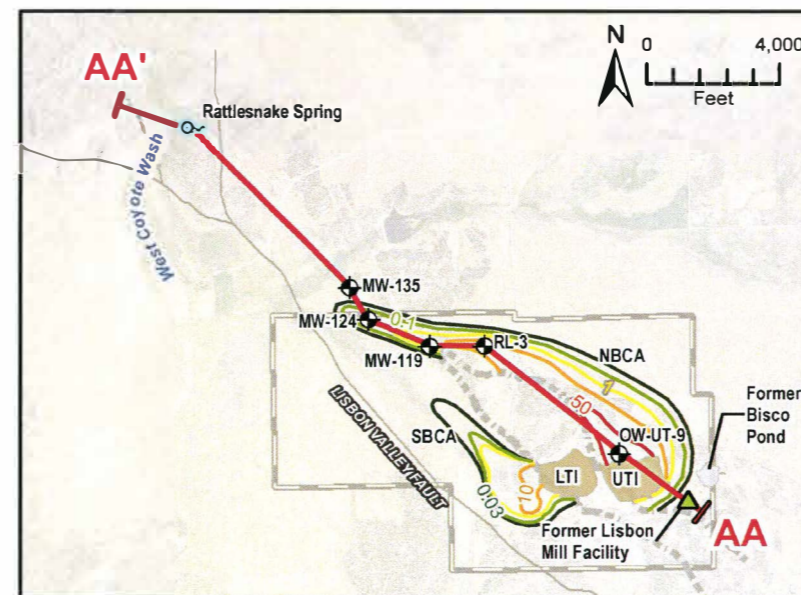 N
0 4,000
Feet
AA'
Rattlesnake Spring
West Coyote Wash
MW-135
MW-124
0.1
MW-119
RL-3
NBCA
1
LISBON VALLEY FAULT
SBCA
50
OW-UT-9
Former
Bisco
Pond
LTI
UTI
10
0.03
Former Lisbon
Mill Facility
AA